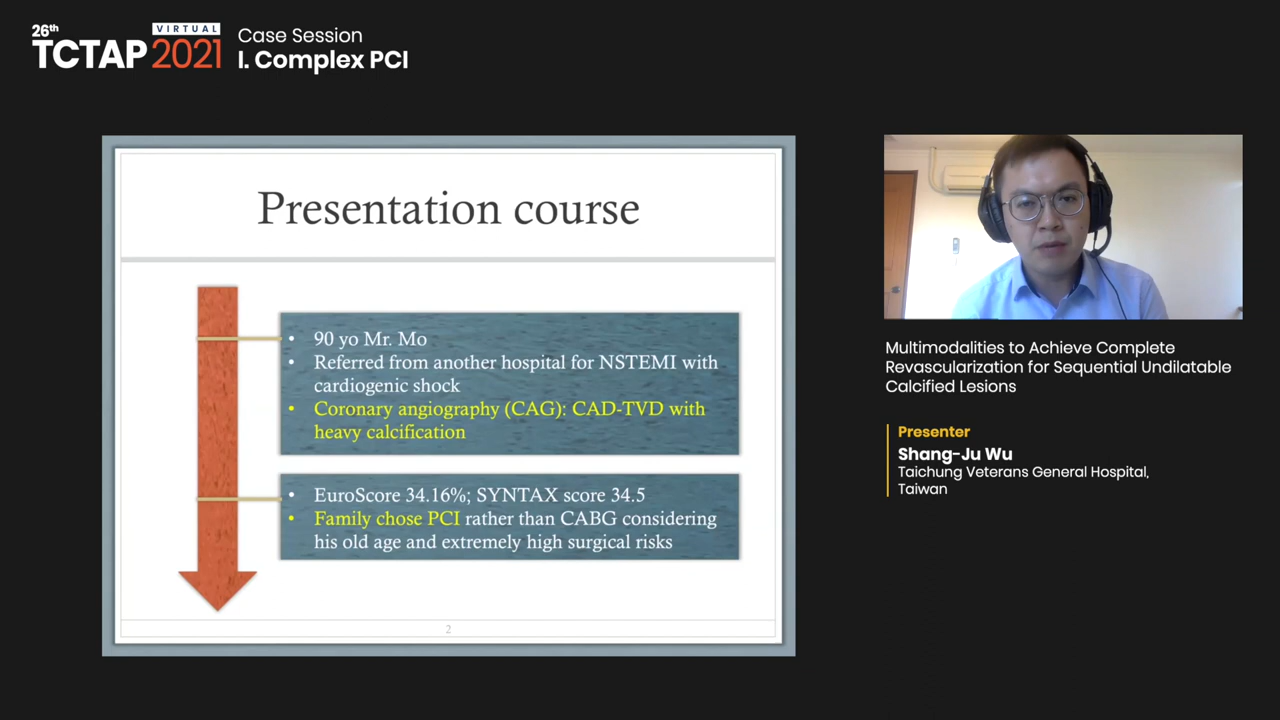 26th
VIRTUAL
TCTAP 2021
Case Session
I. Complex PCI
Presentation course
• 90 yo Mr. Mo
• Referred from another hospital for NSTEMI with
cardiogenic shock
• Coronary angiography (CAG): CAD-TVD with
heavy calcification
• EuroScore 34.16%; SYNTAX score 34.5
• Family chose PCI rather than CABG considering
his old age and extremely high surgical risks
2
Multimodalities to Achieve Complete
Revascularization for Sequential Undilatable
Calcified Lesions
Presenter
Shang-Ju Wu
Taichung Veterans General Hospital,
Taiwan